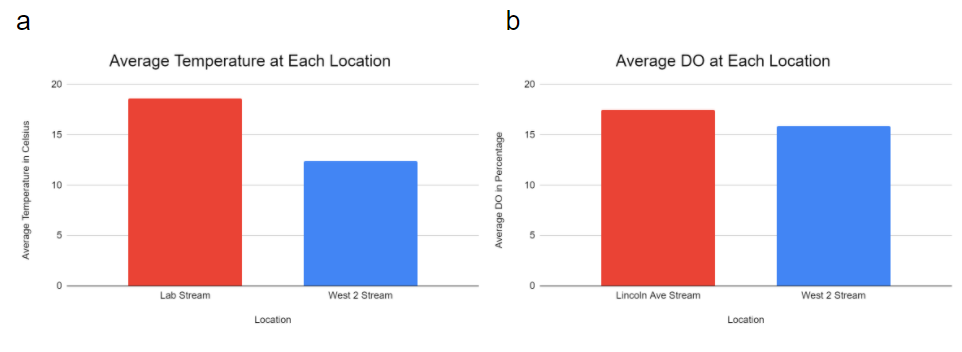 a
Average Temperature at Each Location
Average Temperature in Celsius
20
15
10
5
0
Lab Stream
West 2 Stream
Location
b
Average DO at Each Location
Average DO in Percentage
20
15
10
5
0
Lincoln Ave Stream
West 2 Stream
Location